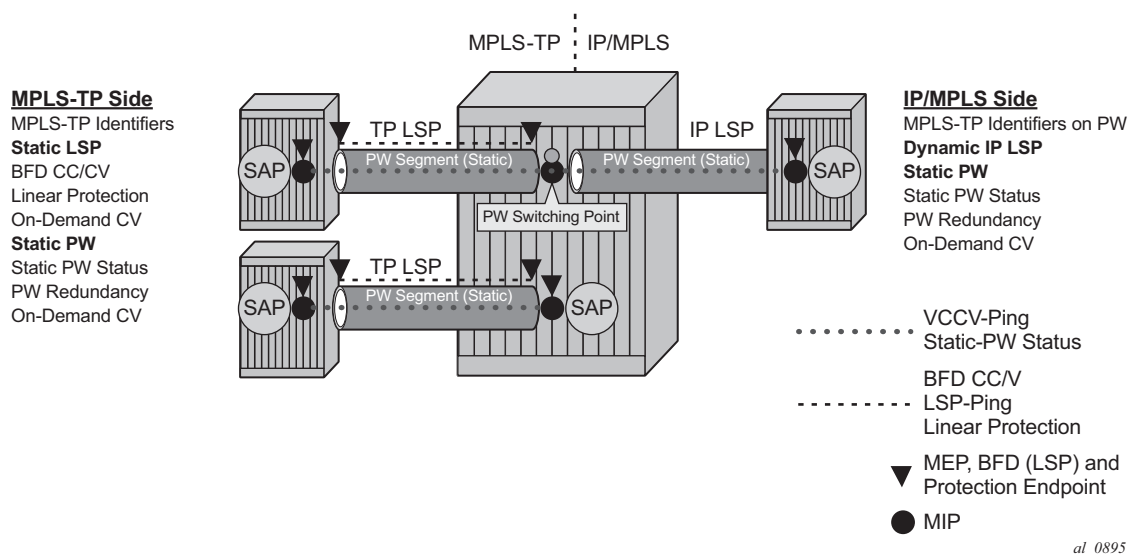 MPLS-TP IP/MPLS
MPLS-TP Side
MPLS-TP Identifiers
Static LSP
BFD CC/CV
Linear Protection
On-Demand CV
Static PW
Static PW Status
PW Redundancy
On-Demand CV
TP LSP
IP LSP
SAP
PW Segment (Static)
PW Segment (Static)
SAP
PW Switching Point
TP LSP
SAP
PW Segment (Static)
SAP
IP/MPLS Side
MPLS-TP Identifiers on PW
Dynamic IP LSP
Static PW
Static PW Status
PW Redundancy
On-Demand CV
VCCV-Ping
Static-PW Status
BFD CC/V
LSP-Ping
Linear Protection
MEP, BFD (LSP) and
Protection Endpoint
MIP
al_0895